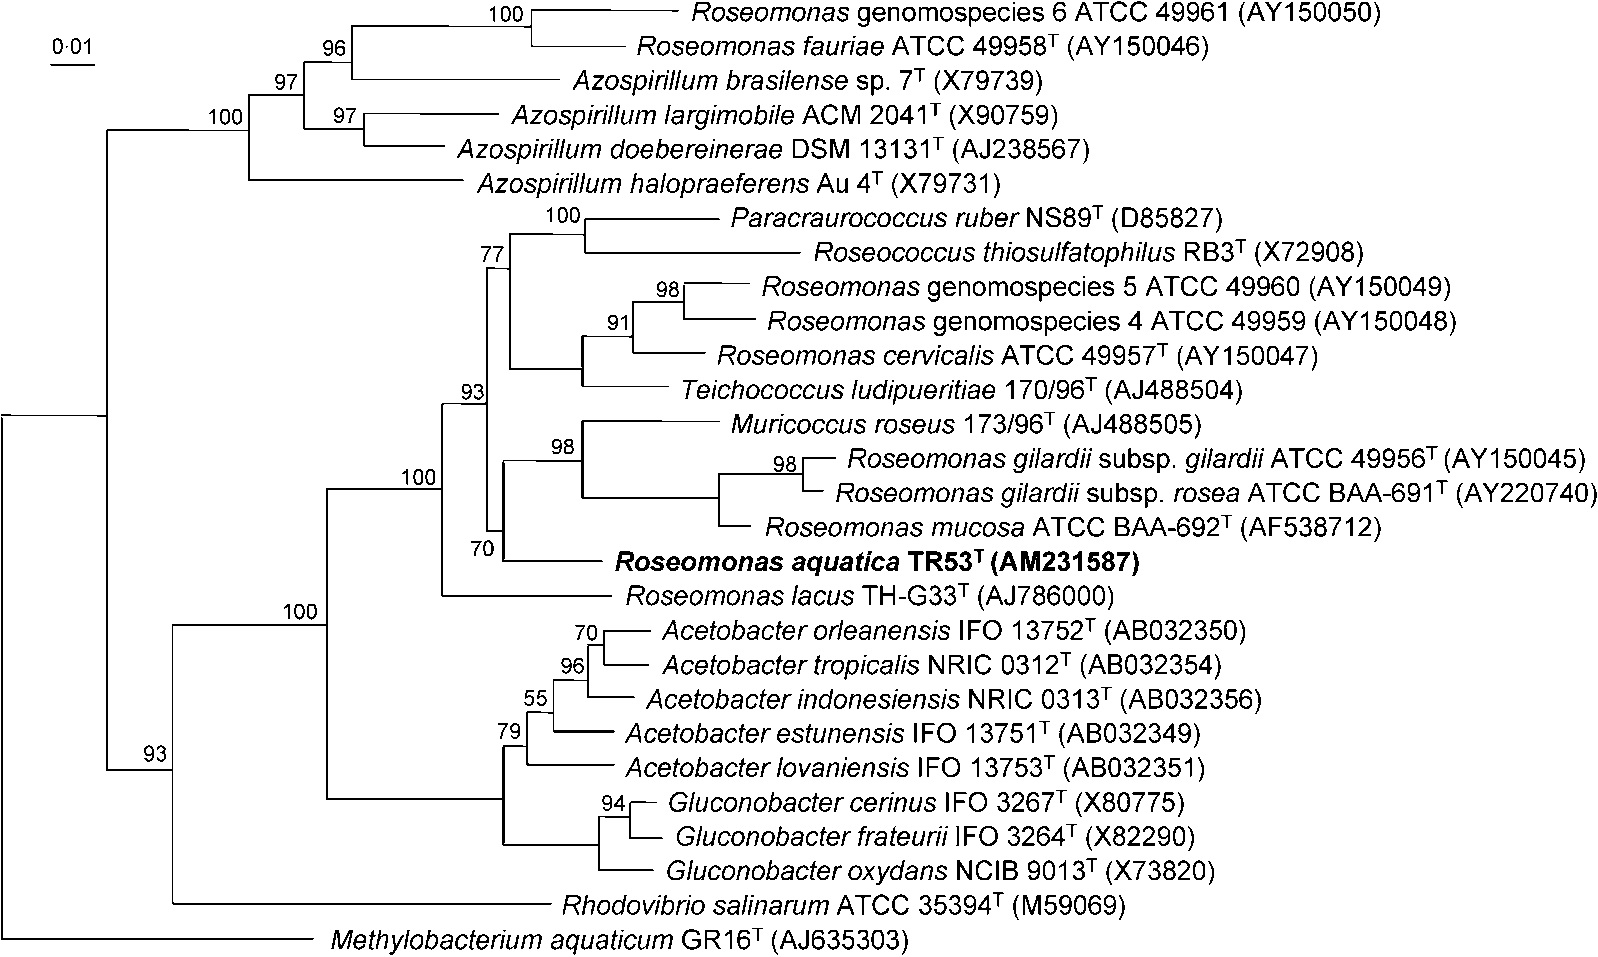 100 Roseomonas genomospecies 6 ATCC 49961 (AY150050)
0·01 96 Roseomonas fauriae ATCC 49958ᵀ (AY150046)
97 Azospirillum brasilense sp. 7ᵀ (X79739)
100 97 Azospirillum largimobile ACM 2041ᵀ (X90759)
Azospirillum doebereinerae DSM 13131ᵀ (AJ238567)
Azospirillum halopraeferens Au 4ᵀ (X79731)
100 Paracraurococcus ruber NS89ᵀ (D85827)
77 Roseococcus thiosulfatophilus RB3ᵀ (X72908)
98 Roseomonas genomospecies 5 ATCC 49960 (AY150049)
91 Roseomonas genomospecies 4 ATCC 49959 (AY150048)
Roseomonas cervicalis ATCC 49957ᵀ (AY150047)
93 Teichococcus ludipueritiae 170/96ᵀ (AJ488504)
Muricoccus roseus 173/96ᵀ (AJ488505)
98 98 Roseomonas gilardii subsp. gilardii ATCC 49956ᵀ (AY150045)
100 Roseomonas gilardii subsp. rosea ATCC BAA-691ᵀ (AY220740)
Roseomonas mucosa ATCC BAA-692ᵀ (AF538712)
70 Roseomonas aquatica TR53ᵀ (AM231587)
Roseomonas lacus TH-G33ᵀ (AJ786000)
100 70 Acetobacter orleanensis IFO 13752ᵀ (AB032350)
96 Acetobacter tropicalis NRIC 0312ᵀ (AB032354)
55 Acetobacter indonesiensis NRIC 0313ᵀ (AB032356)
79 Acetobacter estunensis IFO 13751ᵀ (AB032349)
93 Acetobacter lovaniensis IFO 13753ᵀ (AB032351)
94 Gluconobacter cerinus IFO 3267ᵀ (X80775)
Gluconobacter frateurii IFO 3264ᵀ (X82290)
Gluconobacter oxydans NCIB 9013ᵀ (X73820)
Rhodovibrio salinarum ATCC 35394ᵀ (M59069)
Methylobacterium aquaticum GR16ᵀ (AJ635303)